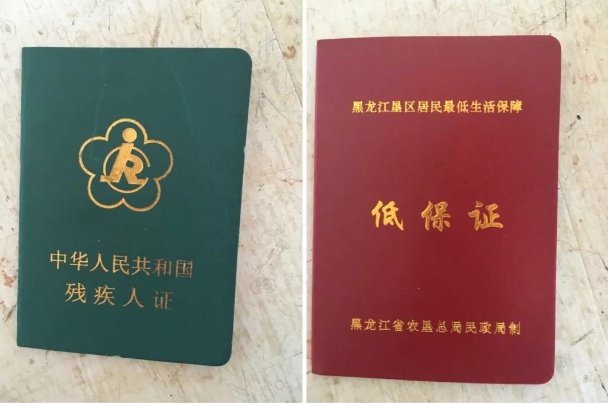 中华人民共和国
残疾人证
黑龙江垦区居民最低生活保障
低保证
黑龙江省农垦总局民政局制